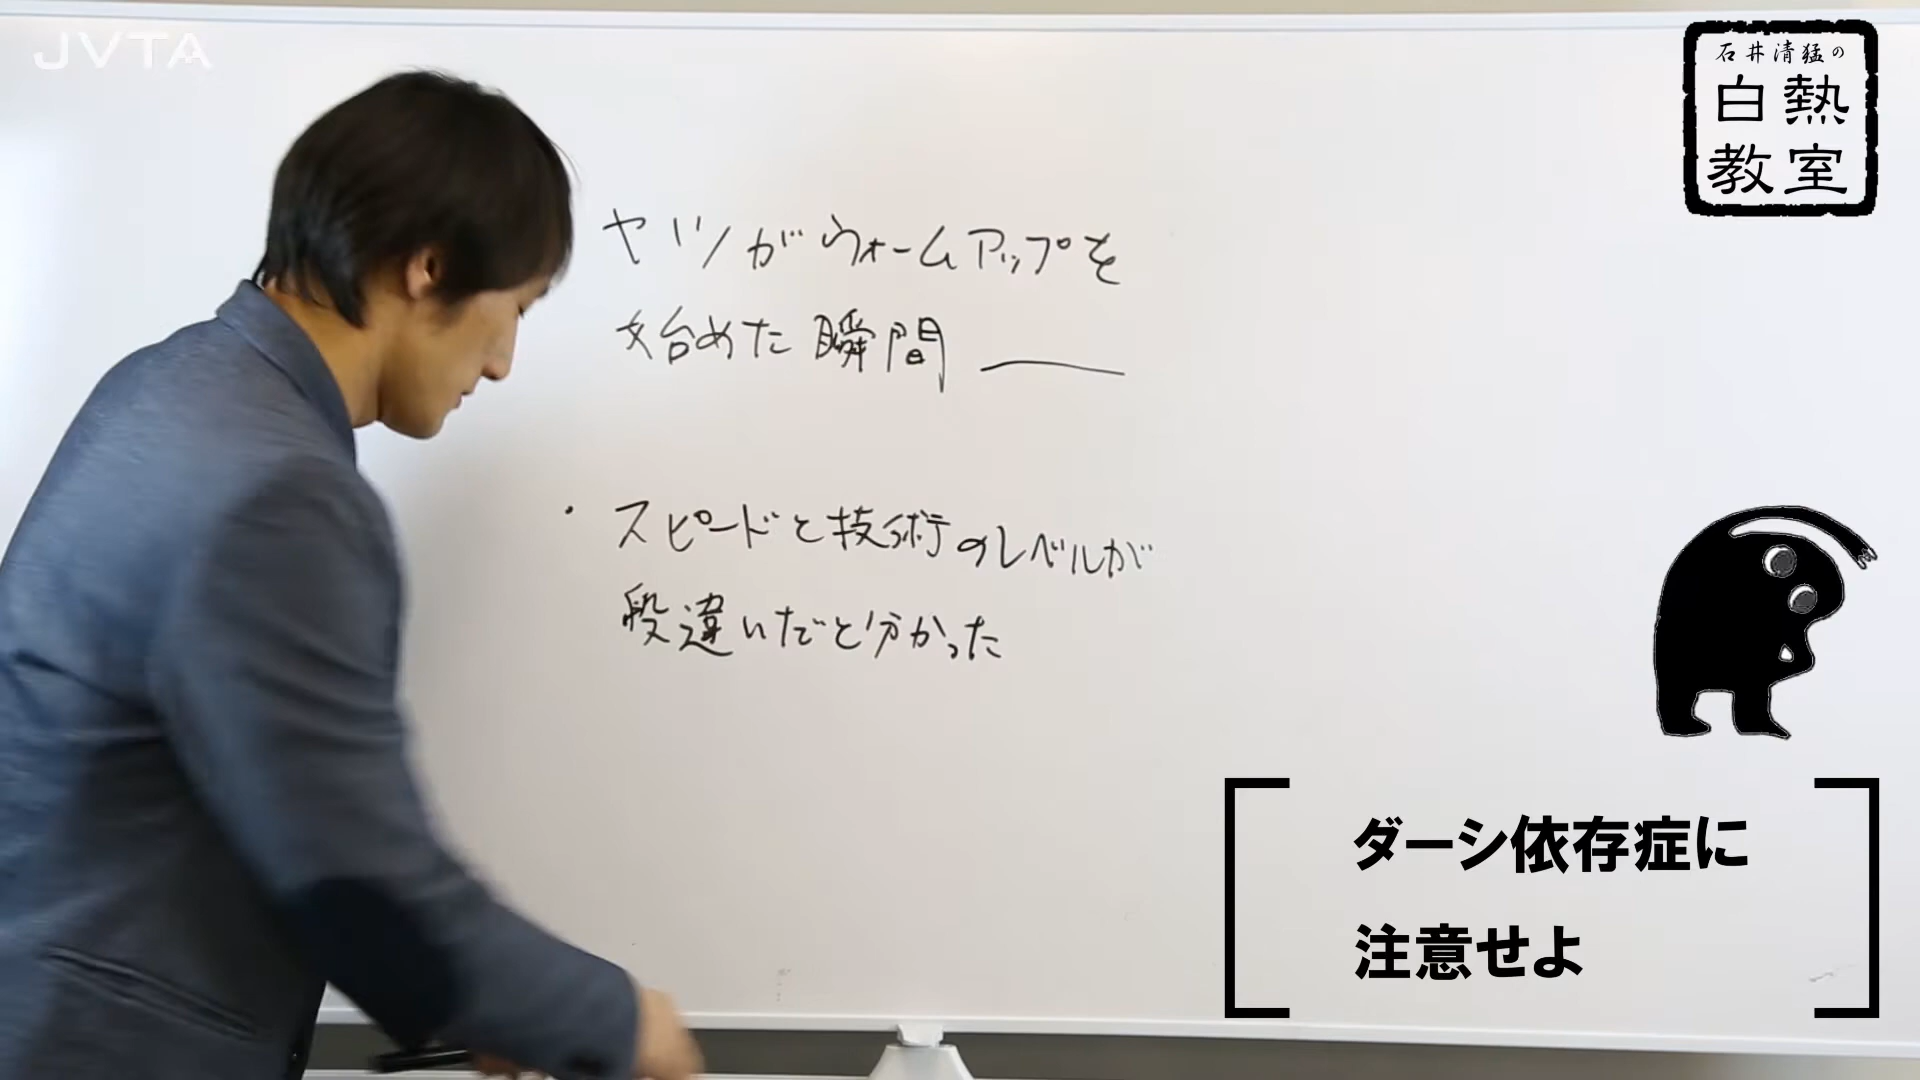 JVTA
石井清猛の
白熱
教室
ヤツがウォームアップを
始めた瞬間 ――
・スピードと技術のレベルが
段違いだと分かった
ダーシ依存症に
注意せよ